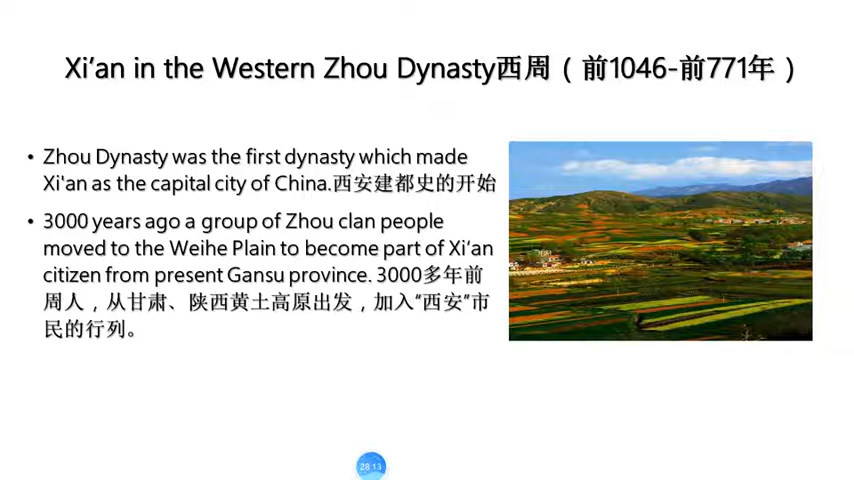 Xi'an in the Western Zhou Dynasty西周（前1046-前771年）
• Zhou Dynasty was the first dynasty which made
Xi'an as the capital city of China.西安建都史的开始
• 3000 years ago a group of Zhou clan people
moved to the Weihe Plain to become part of Xi'an
citizen from present Gansu province. 3000多年前
周人，从甘肃、陕西黄土高原出发，加入“西安”市
民的行列。
28:13